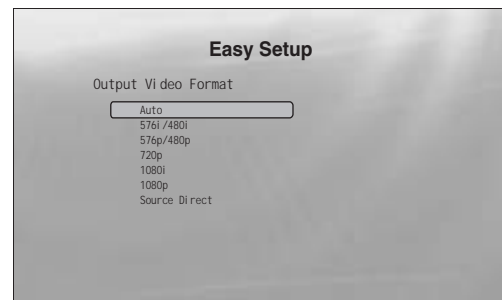 Easy Setup
Output Video Format
Auto
576i/480i
576p/480p
720p
1080i
1080p
Source Direct